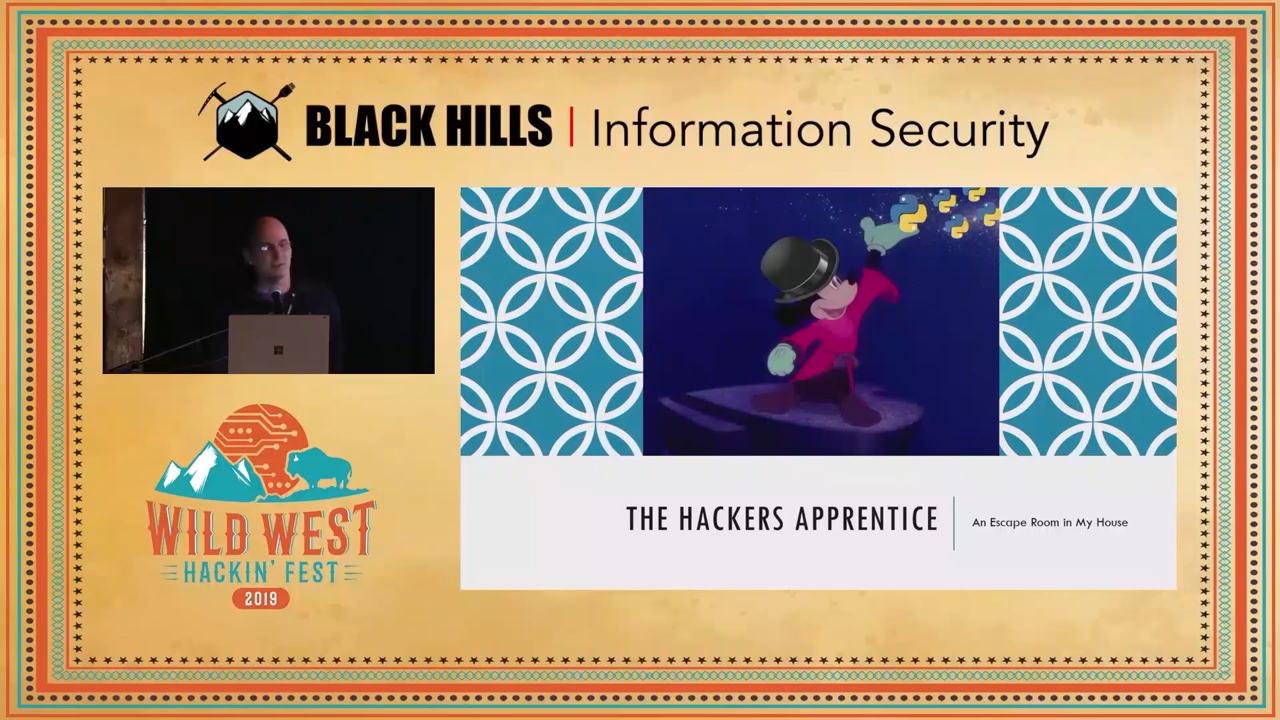 BLACK HILLS | Information Security
THE HACKERS APPRENTICE
An Escape Room in My House
WILD WEST
HACKIN' FEST
2019